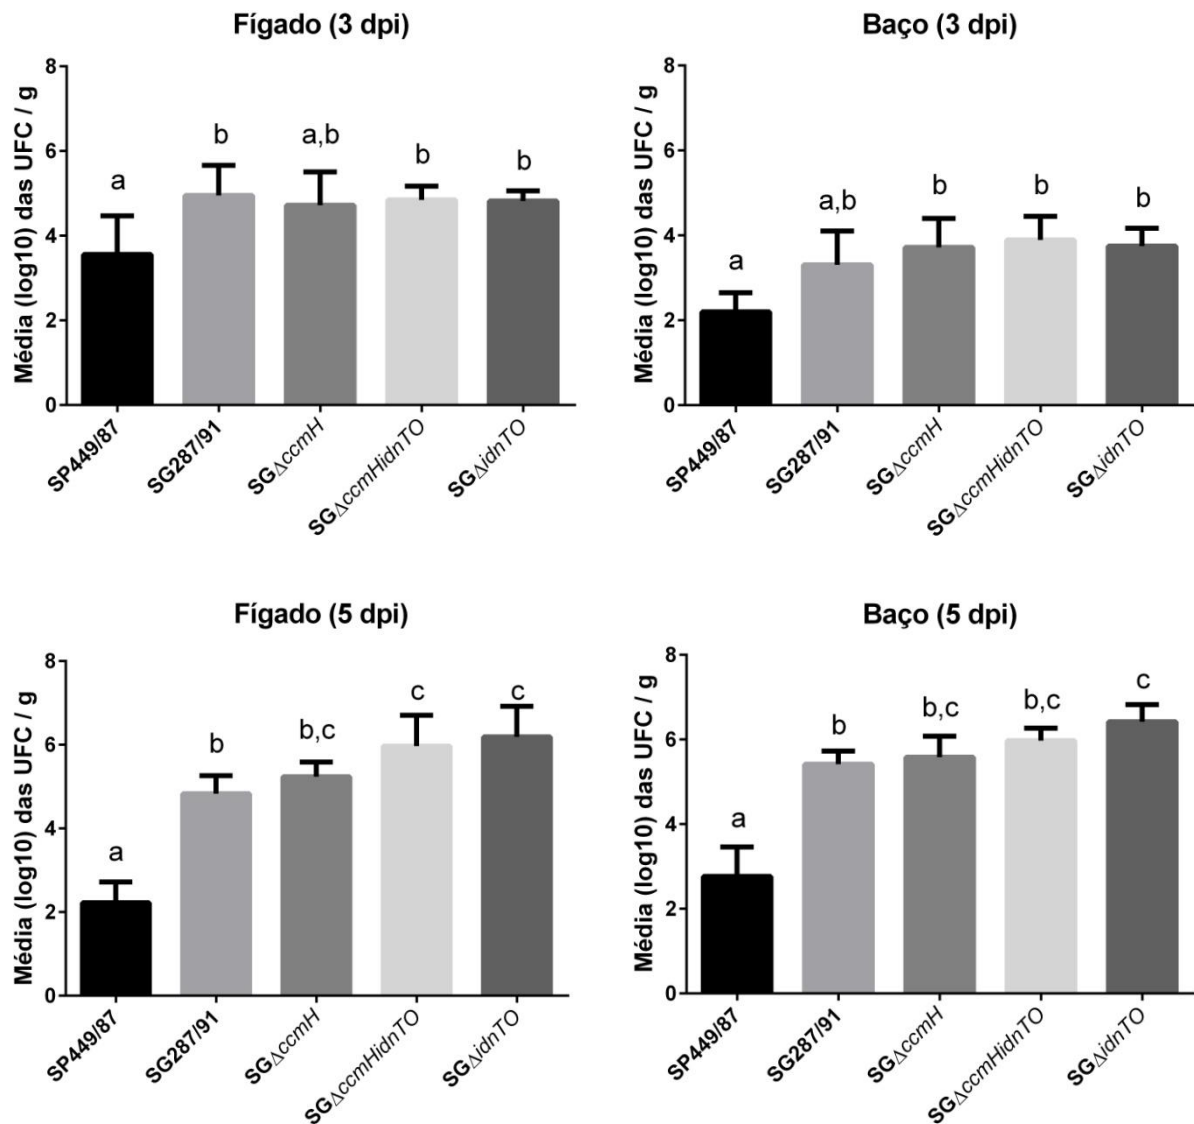 Fígado (3 dpi)
Média (log10) das UFC / g
8
6
4
2
0
a
b
a,b
b
b
SP449/87
SG287/91
SGΔccmH
SGΔccmHidnTO
SGΔidnTO
Baço (3 dpi)
Média (log10) das UFC / g
8
6
4
2
0
a
a,b
b
b
b
SP449/87
SG287/91
SGΔccmH
SGΔccmHidnTO
SGΔidnTO
Fígado (5 dpi)
Média (log10) das UFC / g
8
6
4
2
0
a
b
b,c
c
c
SP449/87
SG287/91
SGΔccmH
SGΔccmHidnTO
SGΔidnTO
Baço (5 dpi)
Média (log10) das UFC / g
8
6
4
2
0
a
b
b,c
b,c
c
SP449/87
SG287/91
SGΔccmH
SGΔccmHidnTO
SGΔidnTO